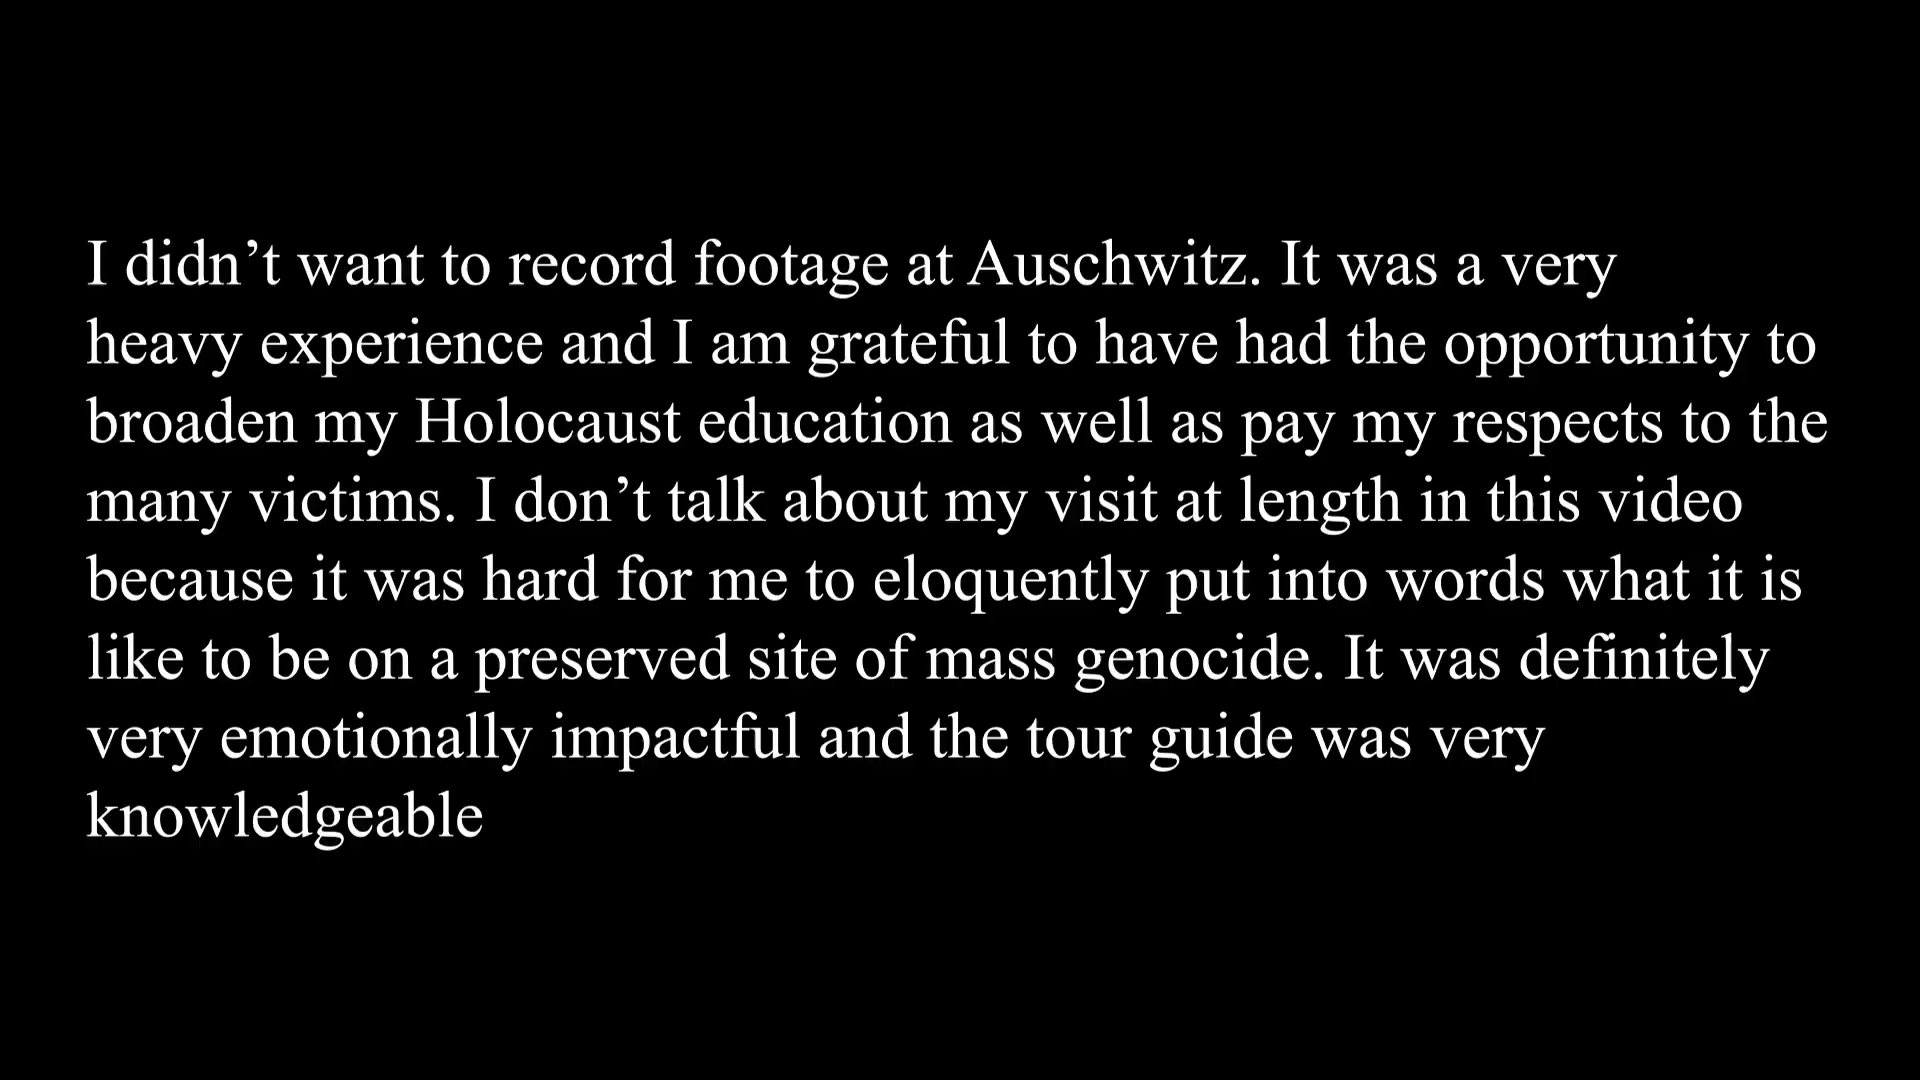 I didn’t want to record footage at Auschwitz. It was a very
heavy experience and I am grateful to have had the opportunity to
broaden my Holocaust education as well as pay my respects to the
many victims. I don’t talk about my visit at length in this video
because it was hard for me to eloquently put into words what it is
like to be on a preserved site of mass genocide. It was definitely
very emotionally impactful and the tour guide was very
knowledgeable